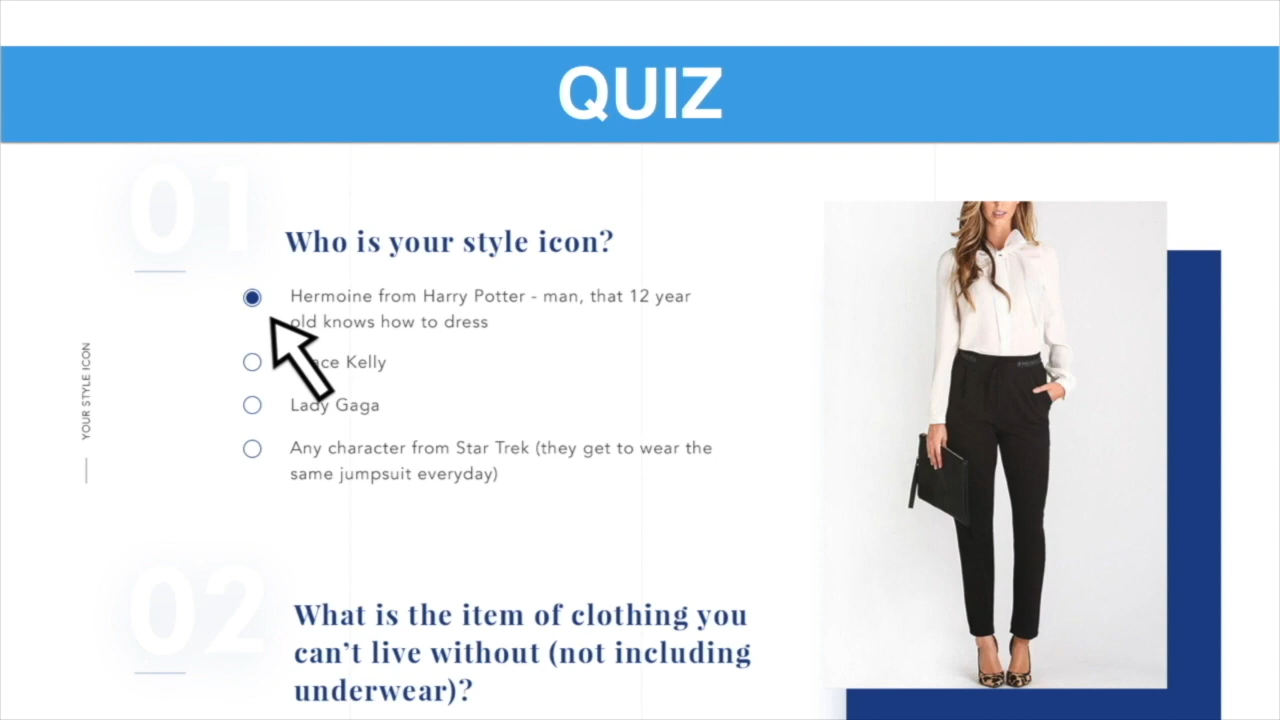 QUIZ
01
Who is your style icon?
Hermoine from Harry Potter - man, that 12 year
old knows how to dress
ce Kelly
Lady Gaga
Any character from Star Trek (they get to wear the
same jumpsuit everyday)
YOUR STYLE ICON
02
What is the item of clothing you
can't live without (not including
underwear)?